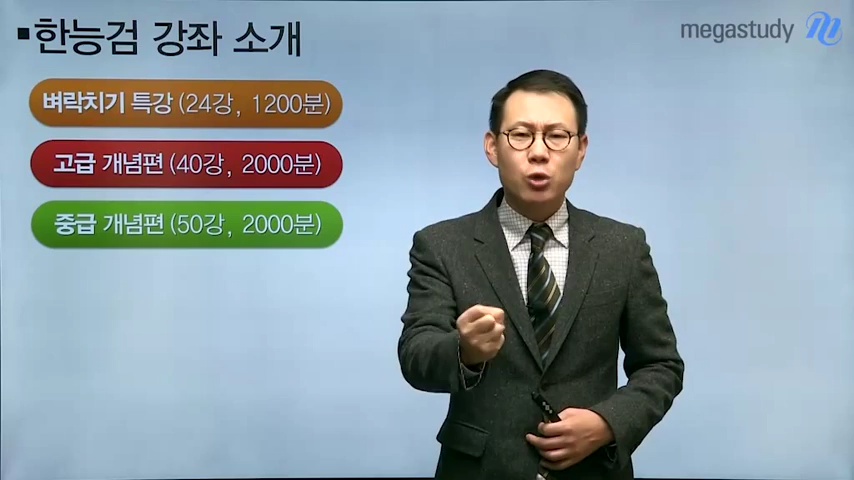 ▪한능검 강좌 소개
megastudy
벼락치기 특강 (24강, 1200분)
고급 개념편 (40강, 2000분)
중급 개념편 (50강, 2000분)